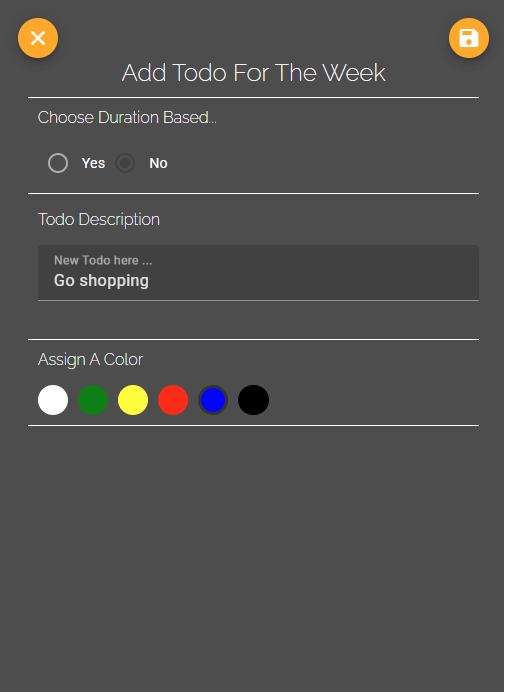 Add Todo For The Week
Choose Duration Based...
Yes No
Todo Description
New Todo here ...
Go shopping
Assign A Color